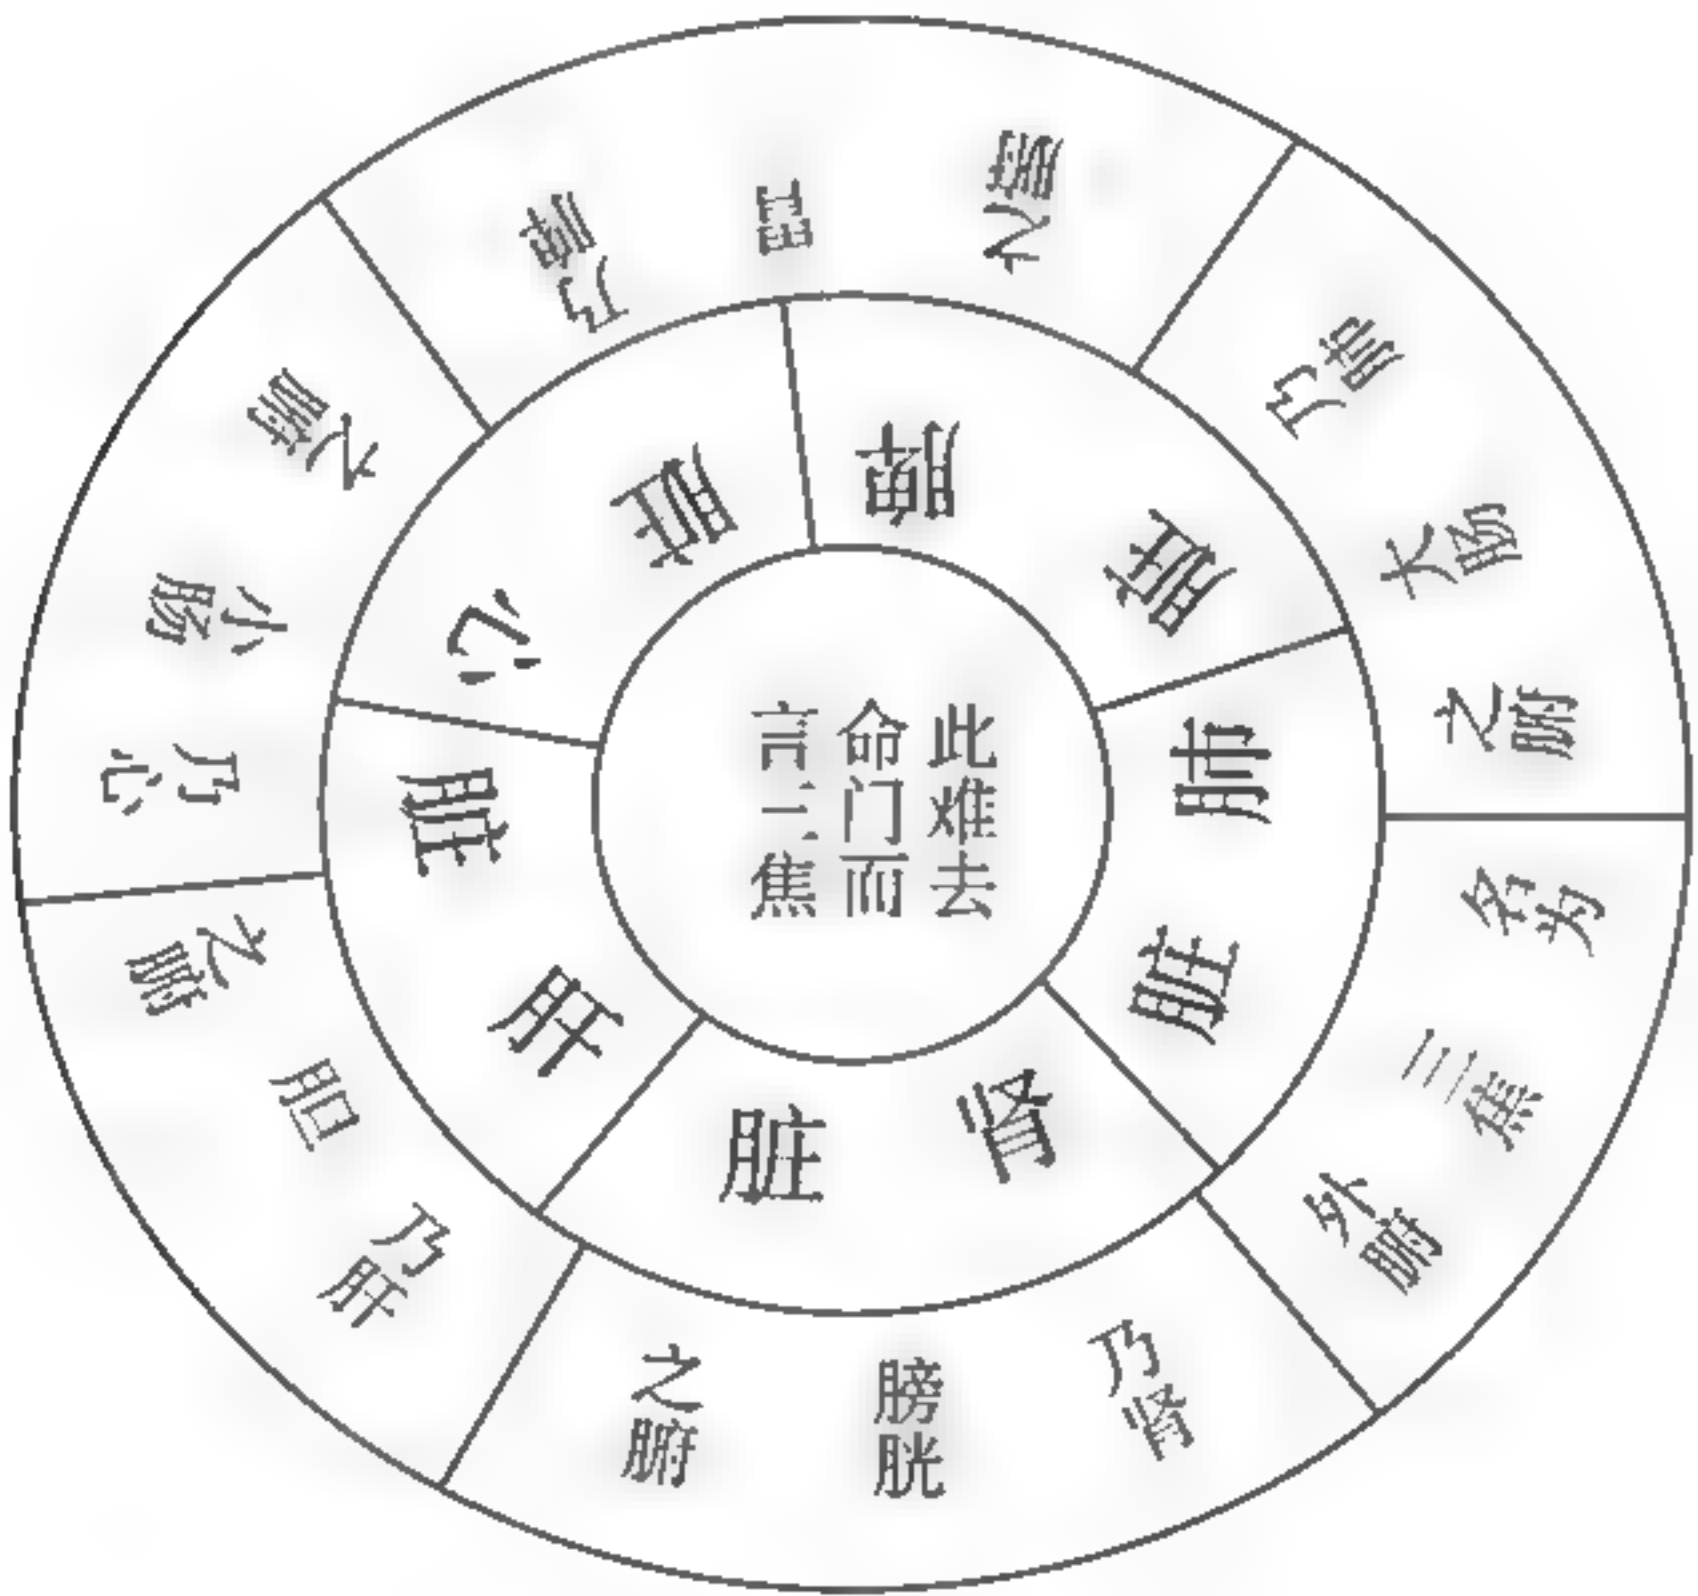 此难去
命门而
言三焦
脾脏
肺脏
肾脏
肝脏
心脏
乃脾
胃
之腑
乃肺
大肠
之腑
名为
三焦
外腑
乃肾
膀胱
之腑
乃肝
胆
之腑
乃心
小肠
之腑